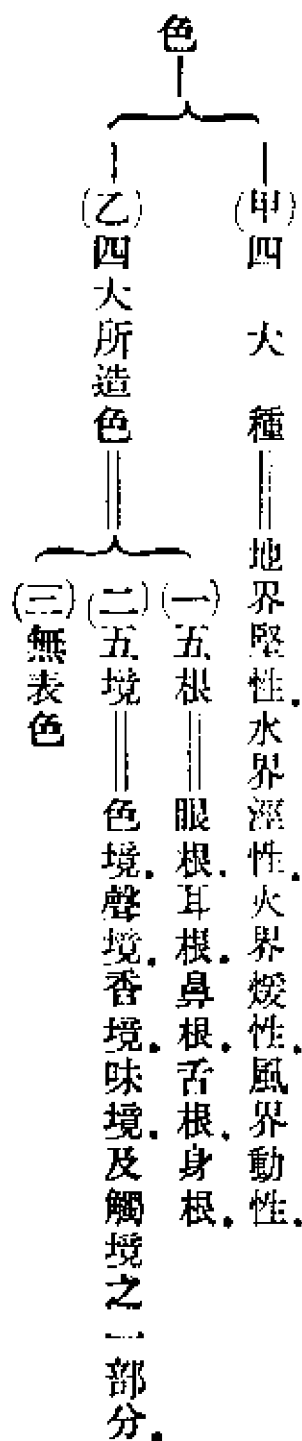 色
(甲)四大種 地界堅性.水界溼性.火界煖性.風界動性.
(乙)四大所造色
(一)五根 眼根.耳根.鼻根.舌根.身根.
(二)五境 色境.聲境.香境.味境.及觸境之一部分.
(三)無表色